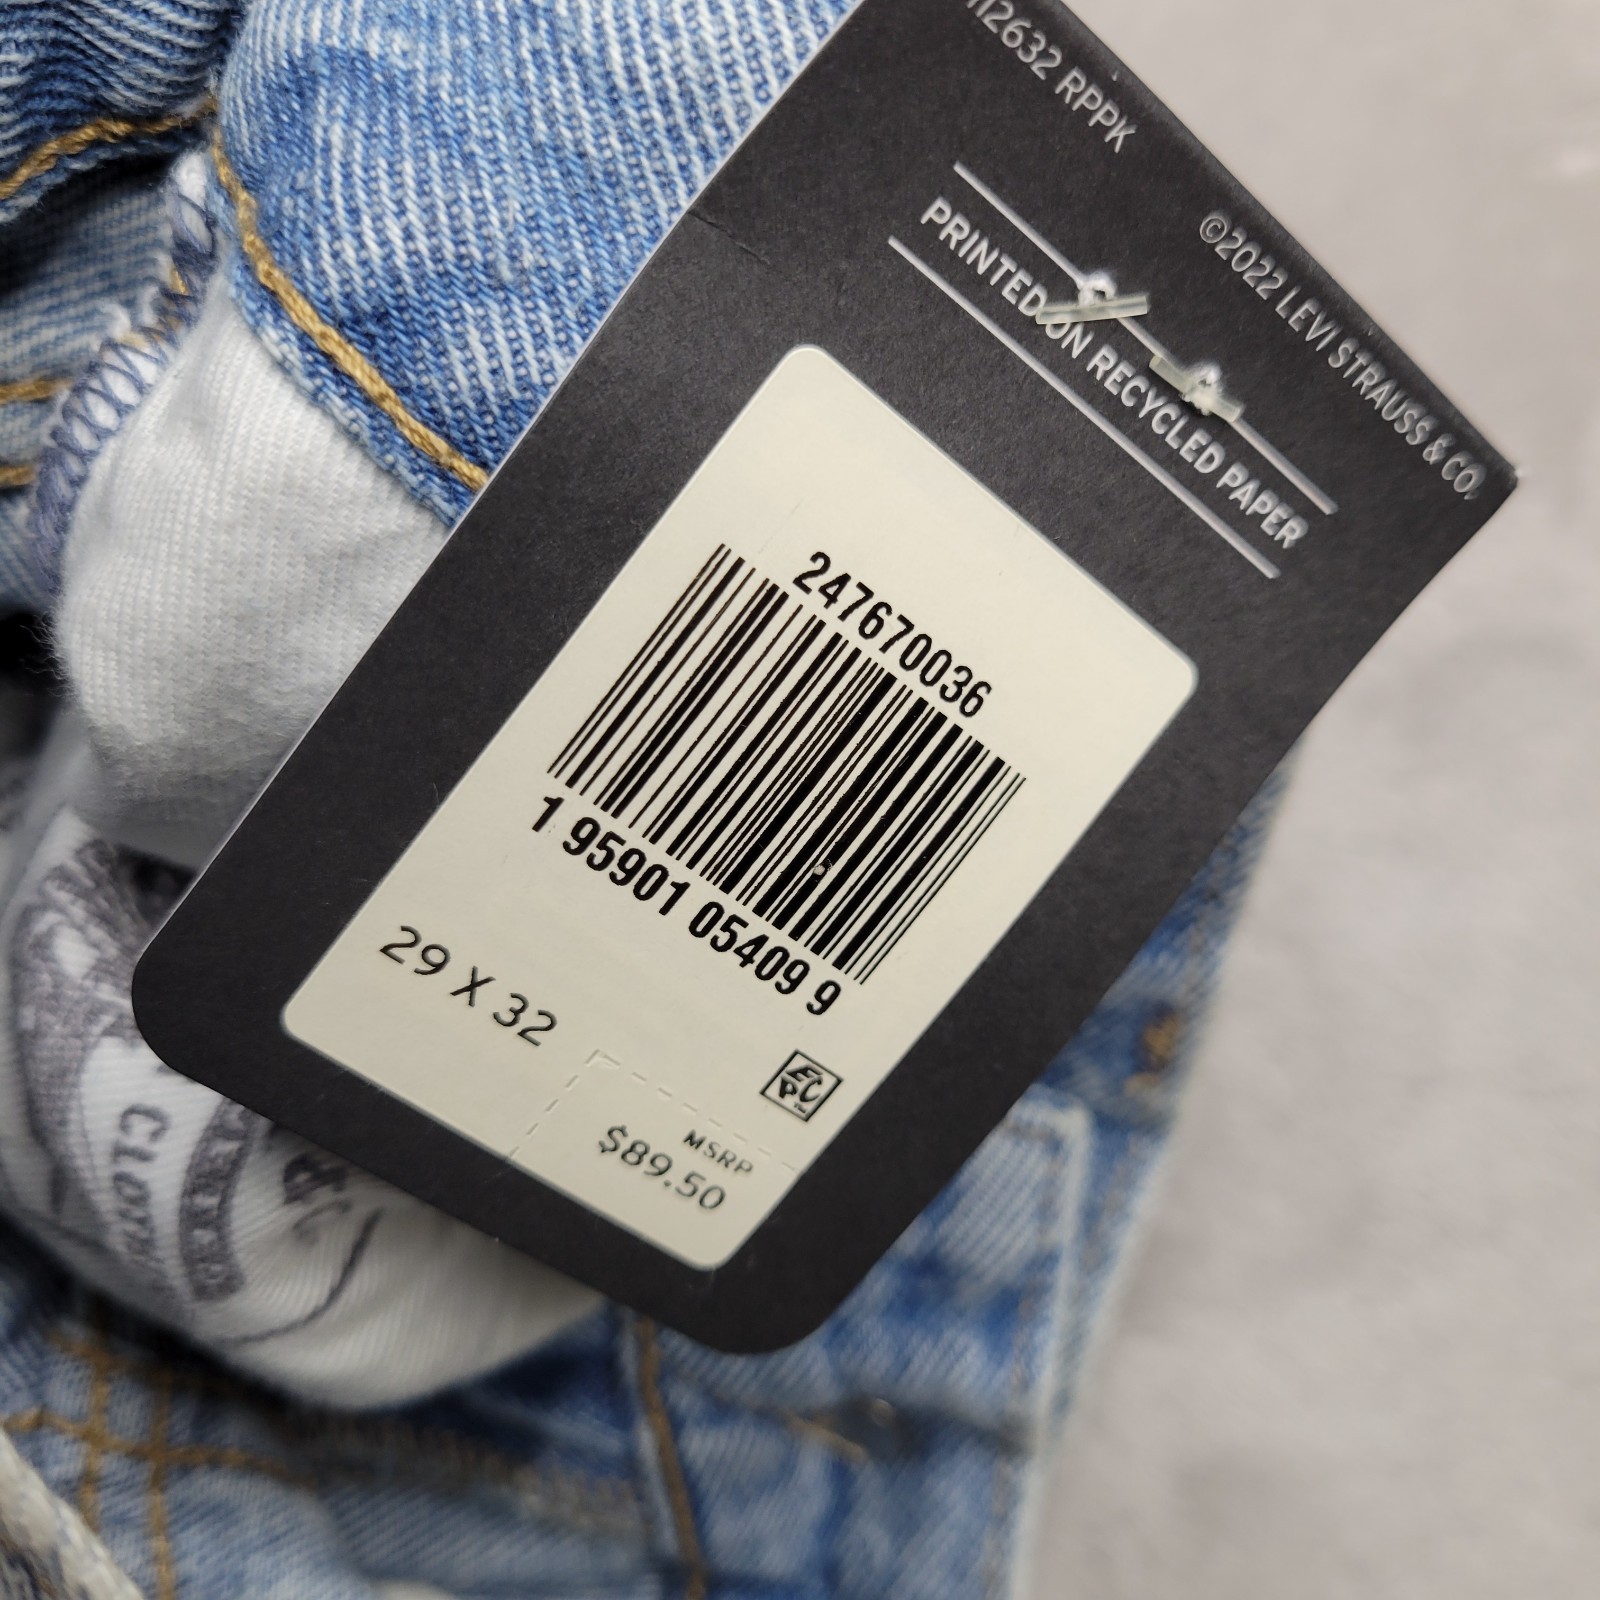 RPPK
©2022 LEVI STRAUSS & CO.
PRINTED ON RECYCLED PAPER
247670036
1 95901 05409 9
29 X 32
MSRP
$89.50